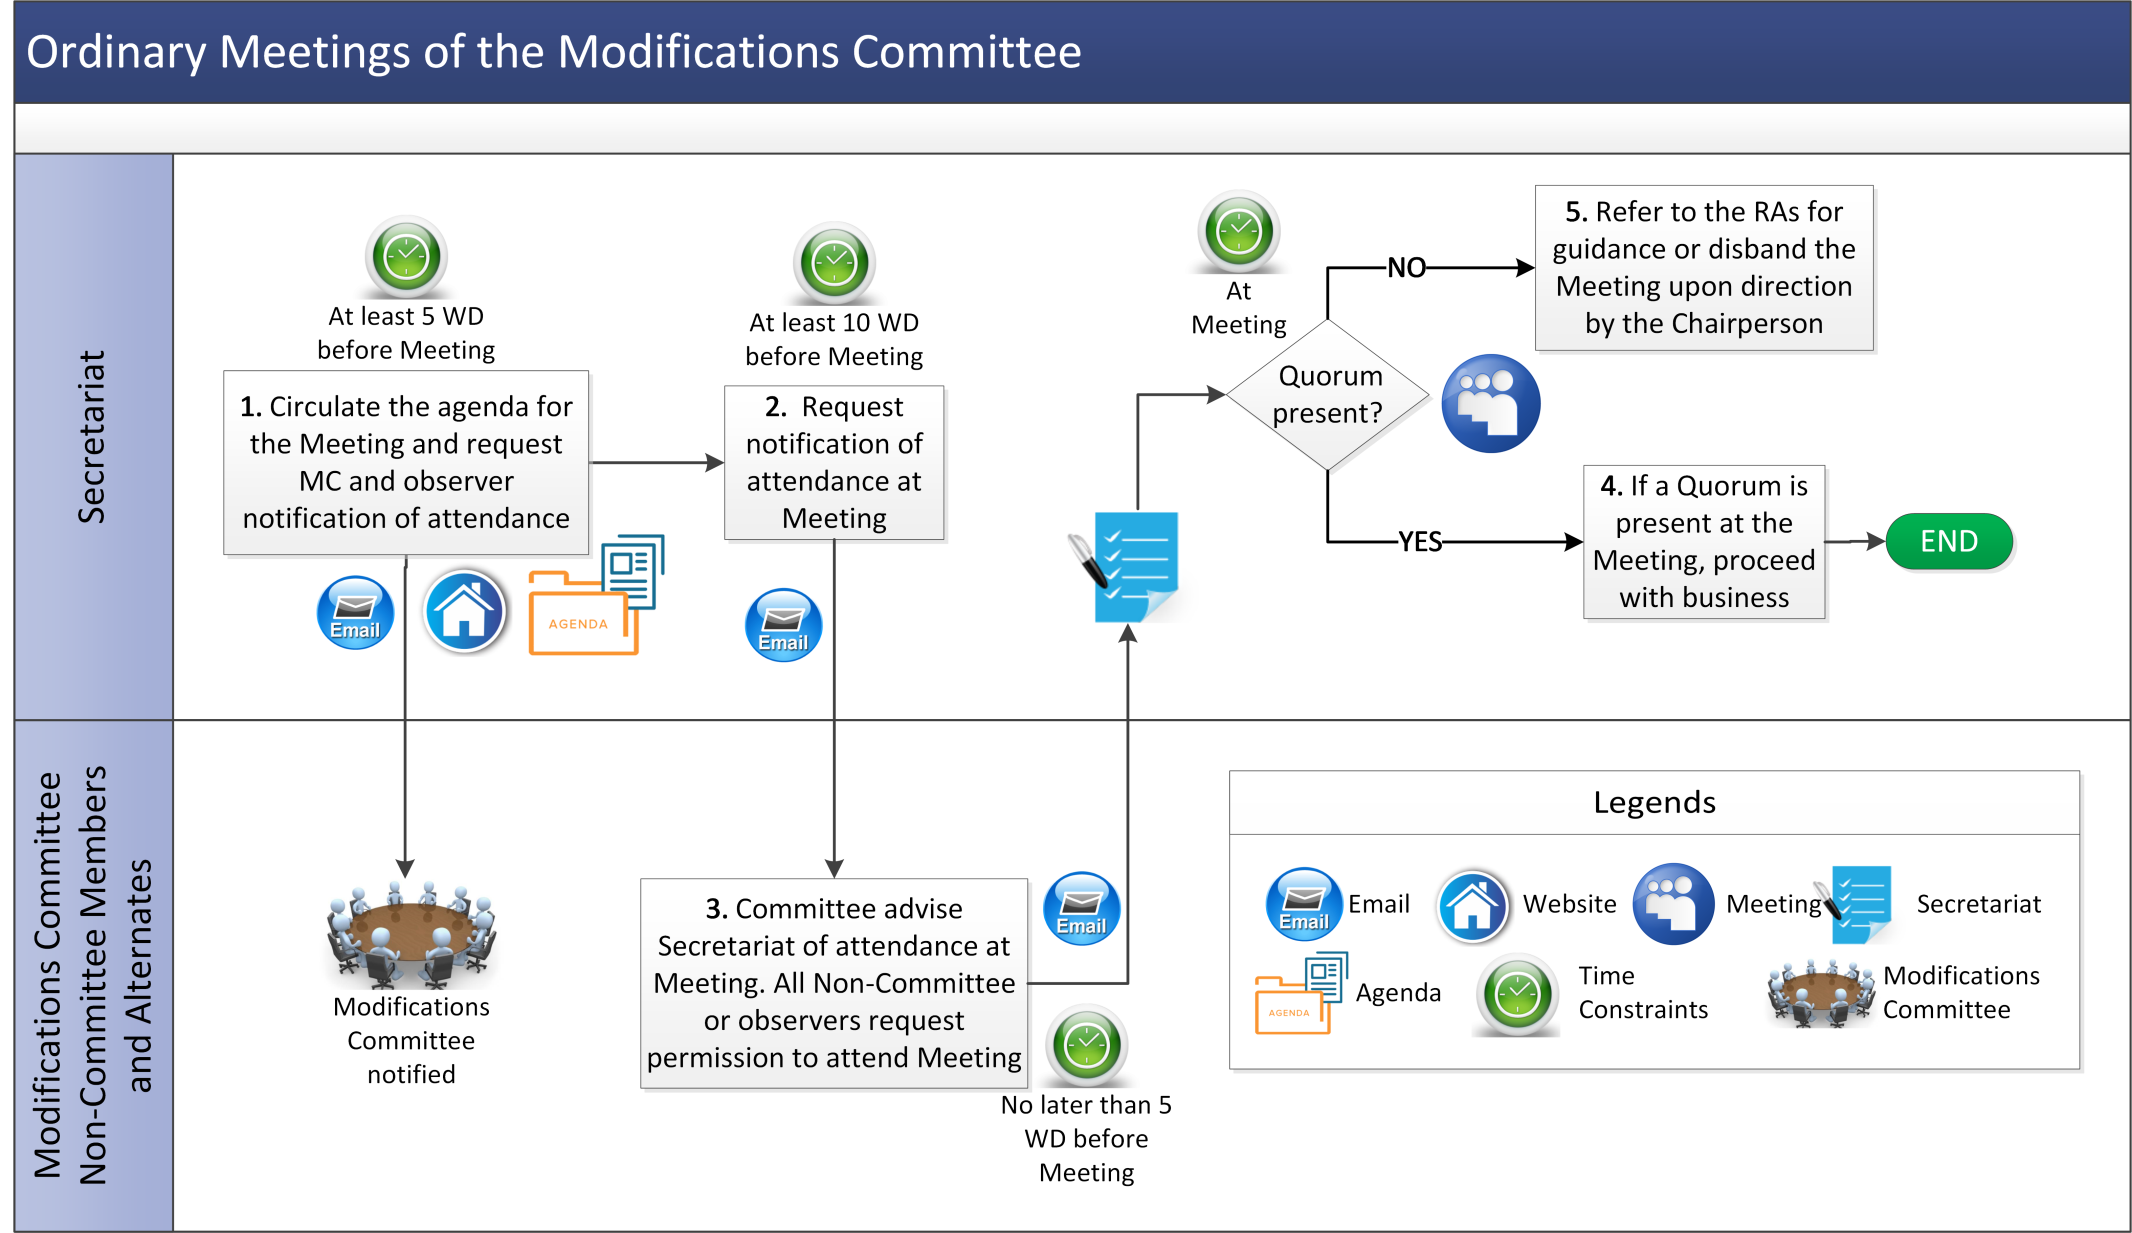 Ordinary Meetings of the Modifications Committee
Secretariat
At least 5 WD
before Meeting
1. Circulate the agenda for
the Meeting and request
MC and observer
notification of attendance
Email
AGENDA
At least 10 WD
before Meeting
2. Request
notification of
attendance at
Meeting
Email
At
Meeting
Quorum
present?
NO
5. Refer to the RAs for
guidance or disband the
Meeting upon direction
by the Chairperson
YES
4. If a Quorum is
present at the
Meeting, proceed
with business
END
Modifications Committee
Non-Committee Members
and Alternates
Modifications
Committee
notified
3. Committee advise
Secretariat of attendance at
Meeting. All Non-Committee
or observers request
permission to attend Meeting
Email
No later than 5
WD before
Meeting
Legends
Email
Email
Website
Meeting
Secretariat
AGENDA
Agenda
Time
Constraints
Modifications
Committee